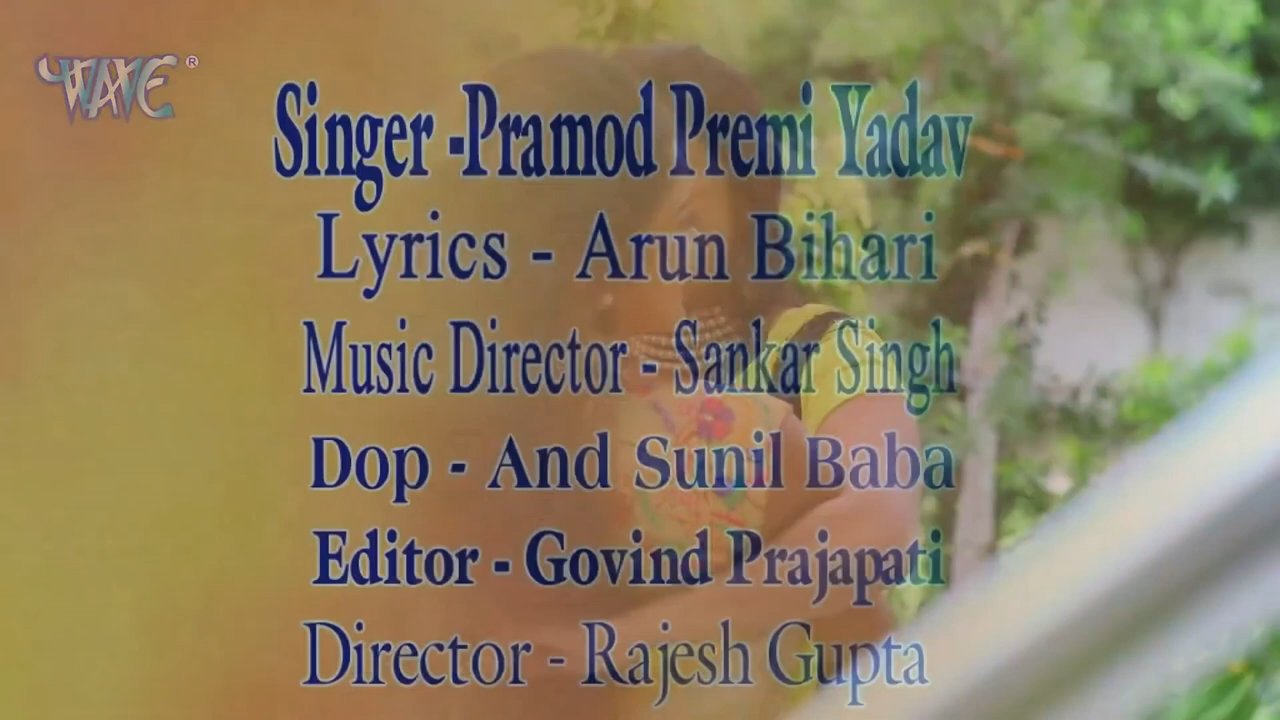 WAVE®
Singer -Pramod Premi Yadav
Lyrics - Arun Bihari
Music Director - Sankar Singh
Dop - And Sunil Baba
Editor - Govind Prajapati
Director - Rajesh Gupta